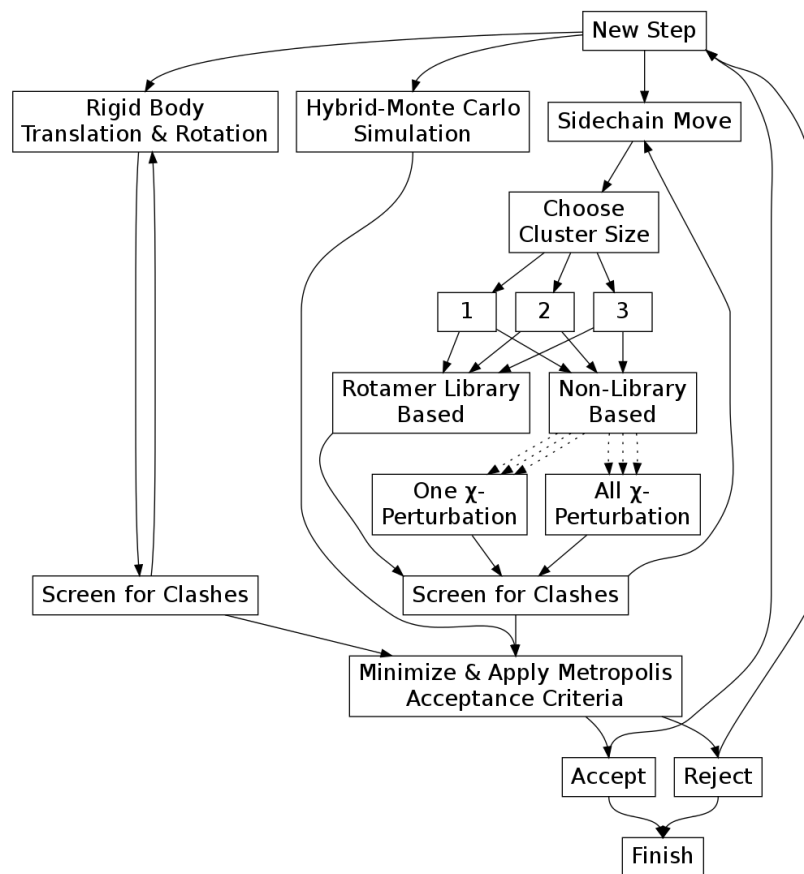 New Step
Rigid Body
Translation & Rotation
Hybrid-Monte Carlo
Simulation
Sidechain Move
Choose
Cluster Size
1
2
3
Rotamer Library
Based
Non-Library
Based
One χ-
Perturbation
All χ-
Perturbation
Screen for Clashes
Screen for Clashes
Minimize & Apply Metropolis
Acceptance Criteria
Accept
Reject
Finish